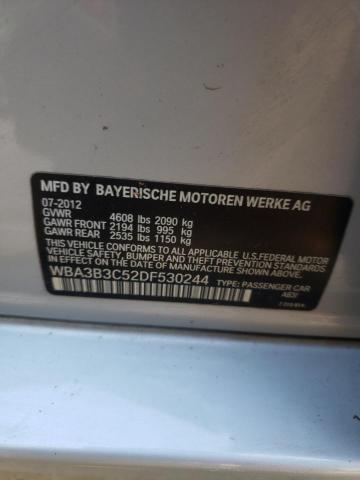 MFD BY BAYERISCHE MOTOREN WERKE AG
07-2012
GVWR 4608 lbs 2090 kg
GAWR FRONT 2194 lbs 995 kg
GAWR REAR 2535 lbs 1150 kg
THIS VEHICLE CONFORMS TO ALL APPLICABLE U.S.FEDERAL MOTOR
VEHICLE SAFETY, BUMPER, AND THEFT PREVENTION STANDARDS
IN EFFECT ON THE DATE OF MANUFACTURE SHOWN ABOVE.
WBA3B3C52DF530244 TYPE: PASSENGER CAR